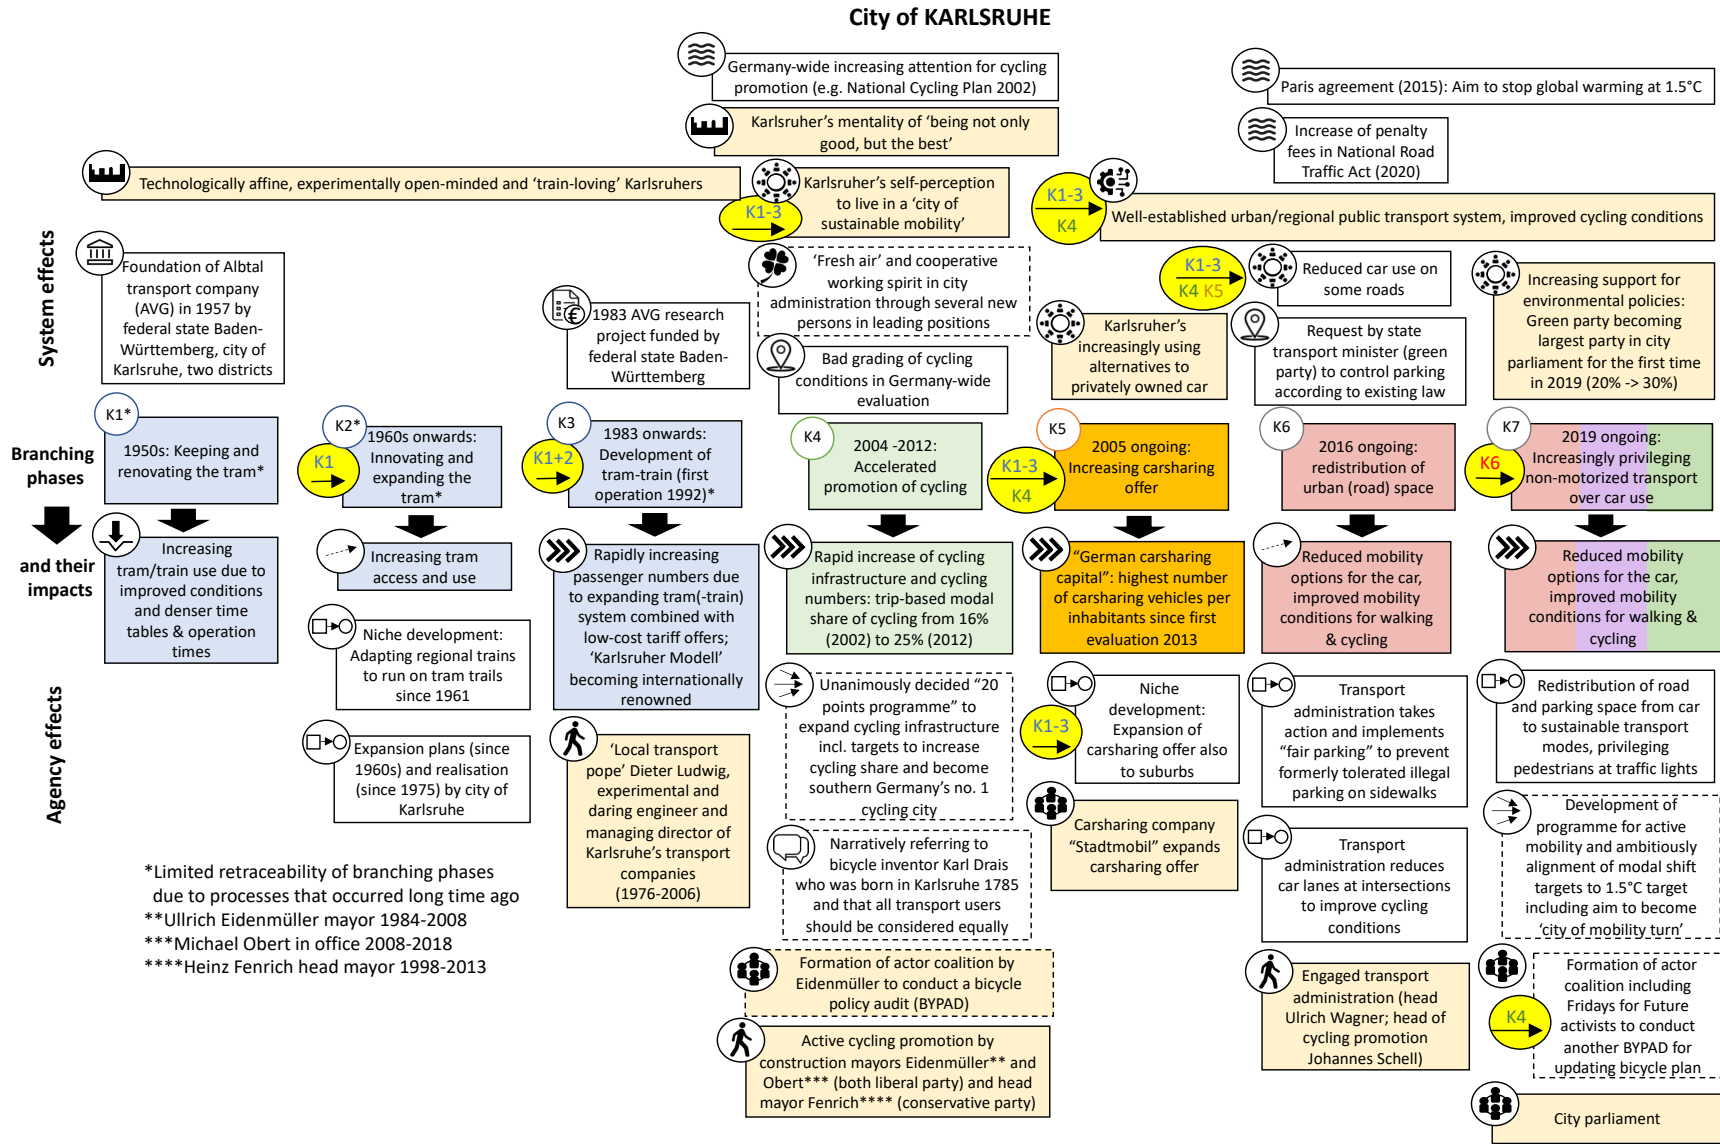 City of KARLSRUHE
Germany-wide increasing attention for cycling
promotion (e.g. National Cycling Plan 2002)
Paris agreement (2015): Aim to stop global warming at 1.5°C
Karlsruher's mentality of 'being not only
good, but the best'
Increase of penalty
fees in National Road
Traffic Act (2020)
Technologically affine, experimentally open-minded and 'train-loving' Karlsruhers
Karlsruher's self-perception
to live in a 'city of
sustainable mobility'
K1-3
K1-3
K4
Well-established urban/regional public transport system, improved cycling conditions
System effects
Foundation of Albtal
transport company
(AVG) in 1957 by
federal state Baden-
Württemberg, city of
Karlsruhe, two districts
€
1983 AVG research
project funded by
federal state Baden-
Württemberg
'Fresh air' and cooperative
working spirit in city
administration through several new
persons in leading positions
Bad grading of cycling
conditions in Germany-wide
evaluation
Karlsruher's
increasingly using
alternatives to
privately owned car
K1-3
K4 K5
Reduced car use on
some roads
Request by state
transport minister (green
party) to control parking
according to existing law
Increasing support for
environmental policies:
Green party becoming
largest party in city
parliament for the first time
in 2019 (20% -> 30%)
Branching
phases
and their
impacts
K1*
1950s: Keeping and
renovating the tram*
K2*
K1
1960s onwards:
Innovating and
expanding the
tram*
K3
K1+2
1983 onwards:
Development of
tram-train (first
operation 1992)*
K4
2004 -2012:
Accelerated
promotion of cycling
K5
K1-3
K4
2005 ongoing:
Increasing carsharing
offer
K6
2016 ongoing:
redistribution of
urban (road) space
K7
K6
2019 ongoing:
Increasingly privileging
non-motorized transport
over car use
Increasing
tram/train use due to
improved conditions
and denser time
tables & operation
times
Increasing tram
access and use
Rapidly increasing
passenger numbers due
to expanding tram(-train)
system combined with
low-cost tariff offers;
'Karlsruher Modell'
becoming internationally
renowned
Rapid increase of cycling
infrastructure and cycling
numbers: trip-based modal
share of cycling from 16%
(2002) to 25% (2012)
"German carsharing
capital": highest number
of carsharing vehicles per
inhabitants since first
evaluation 2013
Reduced mobility
options for the car,
improved mobility
conditions for walking
& cycling
Reduced mobility
options for the car,
improved mobility
conditions for walking &
cycling
Agency effects
Niche development:
Adapting regional trains
to run on tram trails
since 1961
Expansion plans (since
1960s) and realisation
(since 1975) by city
of Karlsruhe
'Local transport
pope' Dieter Ludwig,
experimental and
daring engineer and
managing director of
Karlsruhe's transport
companies
(1976-2006)
Unanimously decided "20
points programme" to
expand cycling infrastructure
incl. targets to increase
cycling share and become
southern Germany's no. 1
cycling city
Narratively referring to
bicycle inventor Karl Drais
who was born in Karlsruhe 1785
and that all transport users
should be considered equally
Formation of actor coalition by
Eidenmüller to conduct a bicycle
policy audit (BYPAD)
Active cycling promotion by
construction mayors Eidenmüller** and
Obert*** (both liberal party) and head
mayor Fenrich**** (conservative party)
K1-3
Niche
development:
Expansion of
carsharing offer also
to suburbs
Carsharing company
"Stadtmobil" expands
carsharing offer
Transport
administration takes
action and implements
"fair parking" to prevent
formerly tolerated illegal
parking on sidewalks
Transport
administration reduces
car lanes at intersections
to improve cycling
conditions
Engaged transport
administration (head
Ulrich Wagner; head of
cycling promotion
Johannes Schell)
Redistribution of road
and parking space from car
to sustainable transport
modes, privileging
pedestrians at traffic lights
Development of
programme for active
mobility and ambitiously
alignment of modal shift
targets to 1.5°C target
including aim to become
'city of mobility turn'
K4
Formation of actor
coalition including
Fridays for Future
activists to conduct
another BYPAD for
updating bicycle plan
City parliament
*Limited retraceability of branching phases
due to processes that occurred long time ago
**Ullrich Eidenmüller mayor 1984-2008
***Michael Obert in office 2008-2018
****Heinz Fenrich head mayor 1998-2013